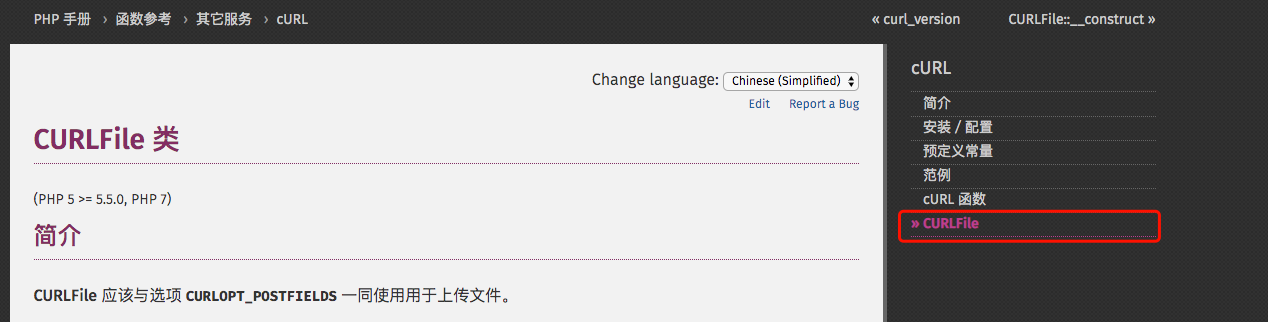 PHP 手册 › 函数参考 › 其它服务 › cURL
« curl_version
CURLFile::__construct »
Change language: Chinese (Simplified)
Edit Report a Bug
CURLFile 类
(PHP 5 >= 5.5.0, PHP 7)
简介
CURLFile 应该与选项 CURLOPT_POSTFIELDS 一同使用用于上传文件。
cURL
简介
安装 / 配置
预定义常量
范例
cURL 函数
» CURLFile